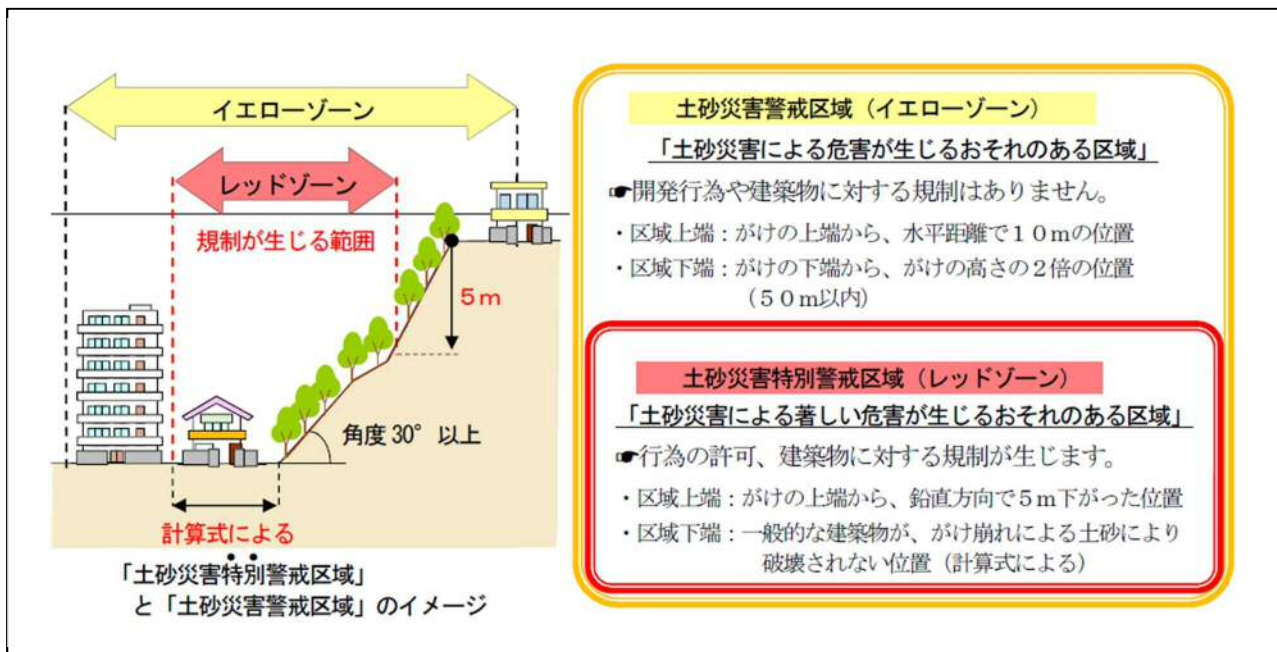 イエローゾーン
レッドゾーン
規制が生じる範囲
5m
角度30°以上
計算式による
「土砂災害特別警戒区域」
と「土砂災害警戒区域」のイメージ
土砂災害警戒区域（イエローゾーン）
「土砂災害による危害が生じるおそれのある区域」
☛開発行為や建築物に対する規制はありません。
・区域上端：がけの上端から、水平距離で１０ｍの位置
・区域下端：がけの下端から、がけの高さの２倍の位置
（５０ｍ以内）
土砂災害特別警戒区域（レッドゾーン）
「土砂災害による著しい危害が生じるおそれのある区域」
☛行為の許可、建築物に対する規制が生じます。
・区域上端：がけの上端から、鉛直方向で５ｍ下がった位置
・区域下端：一般的な建築物が、がけ崩れによる土砂により
破壊されない位置（計算式による）